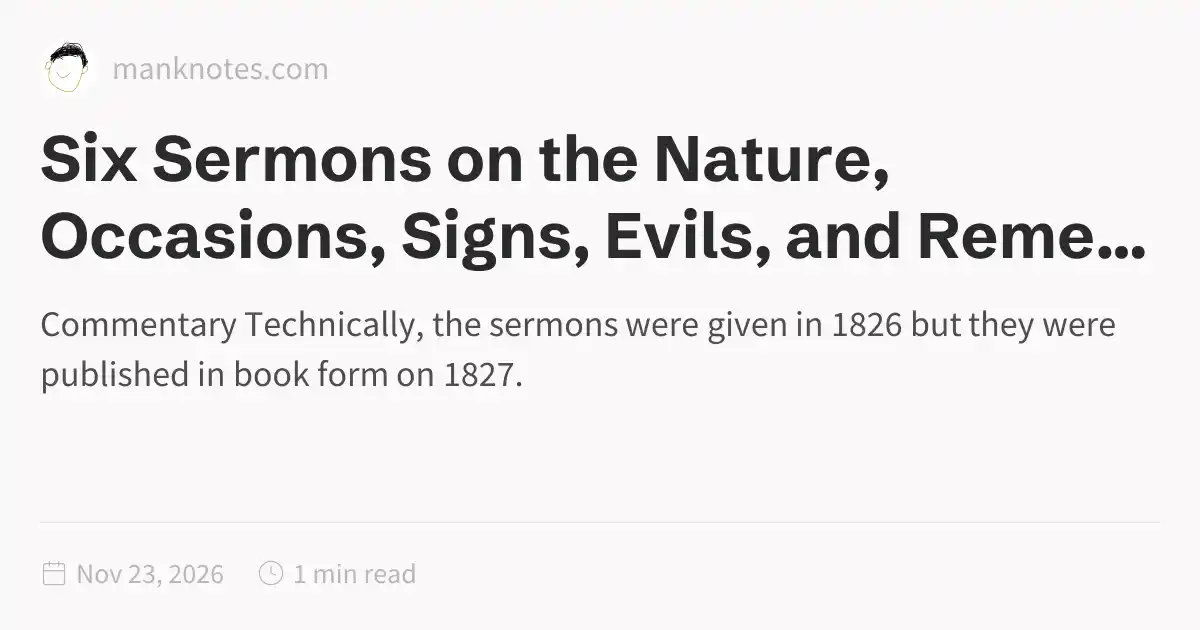 manknotes.com
Six Sermons on the Nature,
Occasions, Signs, Evils, and Reme...
Commentary Technically, the sermons were given in 1826 but they were
published in book form on 1827.
Nov 23, 2026 1 min read